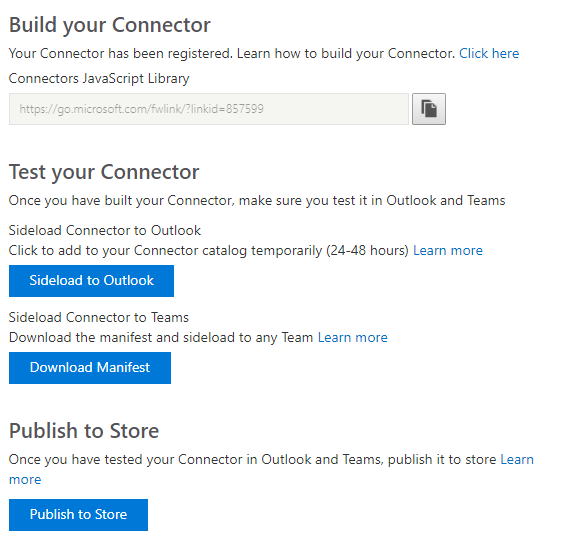 Build your Connector
Your Connector has been registered. Learn how to build your Connector. Click here
Connectors JavaScript Library
https://go.microsoft.com/fwlink/?linkid=857599
Test your Connector
Once you have built your Connector, make sure you test it in Outlook and Teams
Sideload Connector to Outlook
Click to add to your Connector catalog temporarily (24-48 hours) Learn more
Sideload to Outlook
Sideload Connector to Teams
Download the manifest and sideload to any Team Learn more
Download Manifest
Publish to Store
Once you have tested your Connector in Outlook and Teams, publish it to store Learn
more
Publish to Store